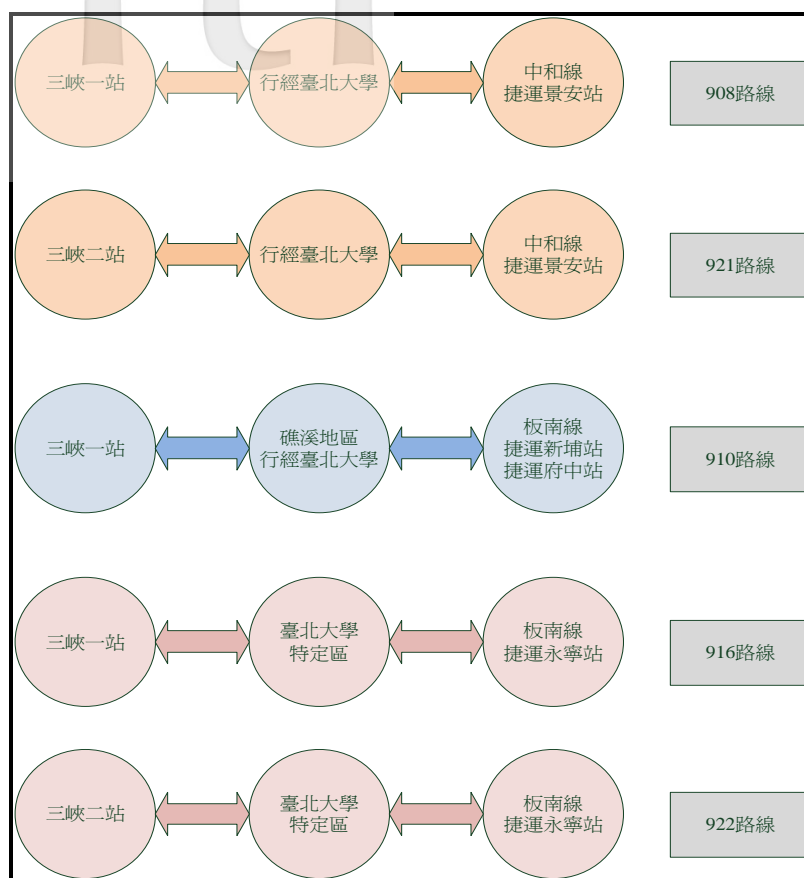 三峽一站
行經臺北大學
中和線
捷運景安站
908路線
三峽二站
行經臺北大學
中和線
捷運景安站
921路線
三峽一站
礁溪地區
行經臺北大學
板南線
捷運新埔站
捷運府中站
910路線
三峽一站
臺北大學
特定區
板南線
捷運永寧站
916路線
三峽二站
臺北大學
特定區
板南線
捷運永寧站
922路線